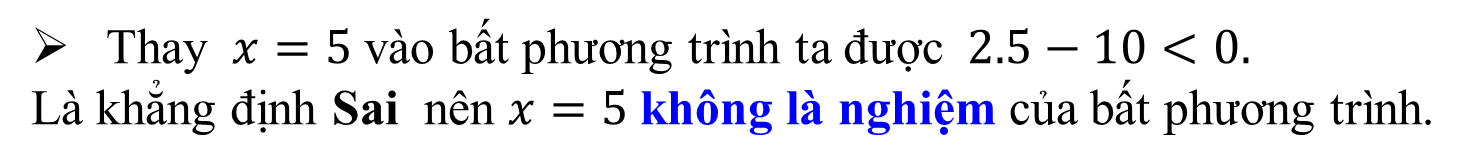 ➢ Thay x = 5 vào bất phương trình ta được 2.5 − 10 < 0.
Là khẳng định Sai nên x = 5 không là nghiệm của bất phương trình.